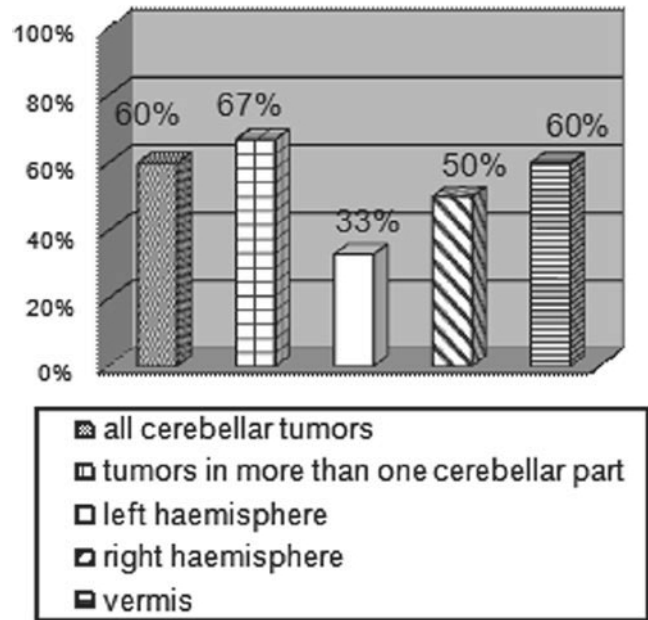 100%
80%
60%
40%
20%
0%
60%
67%
33%
50%
60%
all cerebellar tumors
tumors in more than one cerebellar part
left haemisphere
right haemisphere
vermis